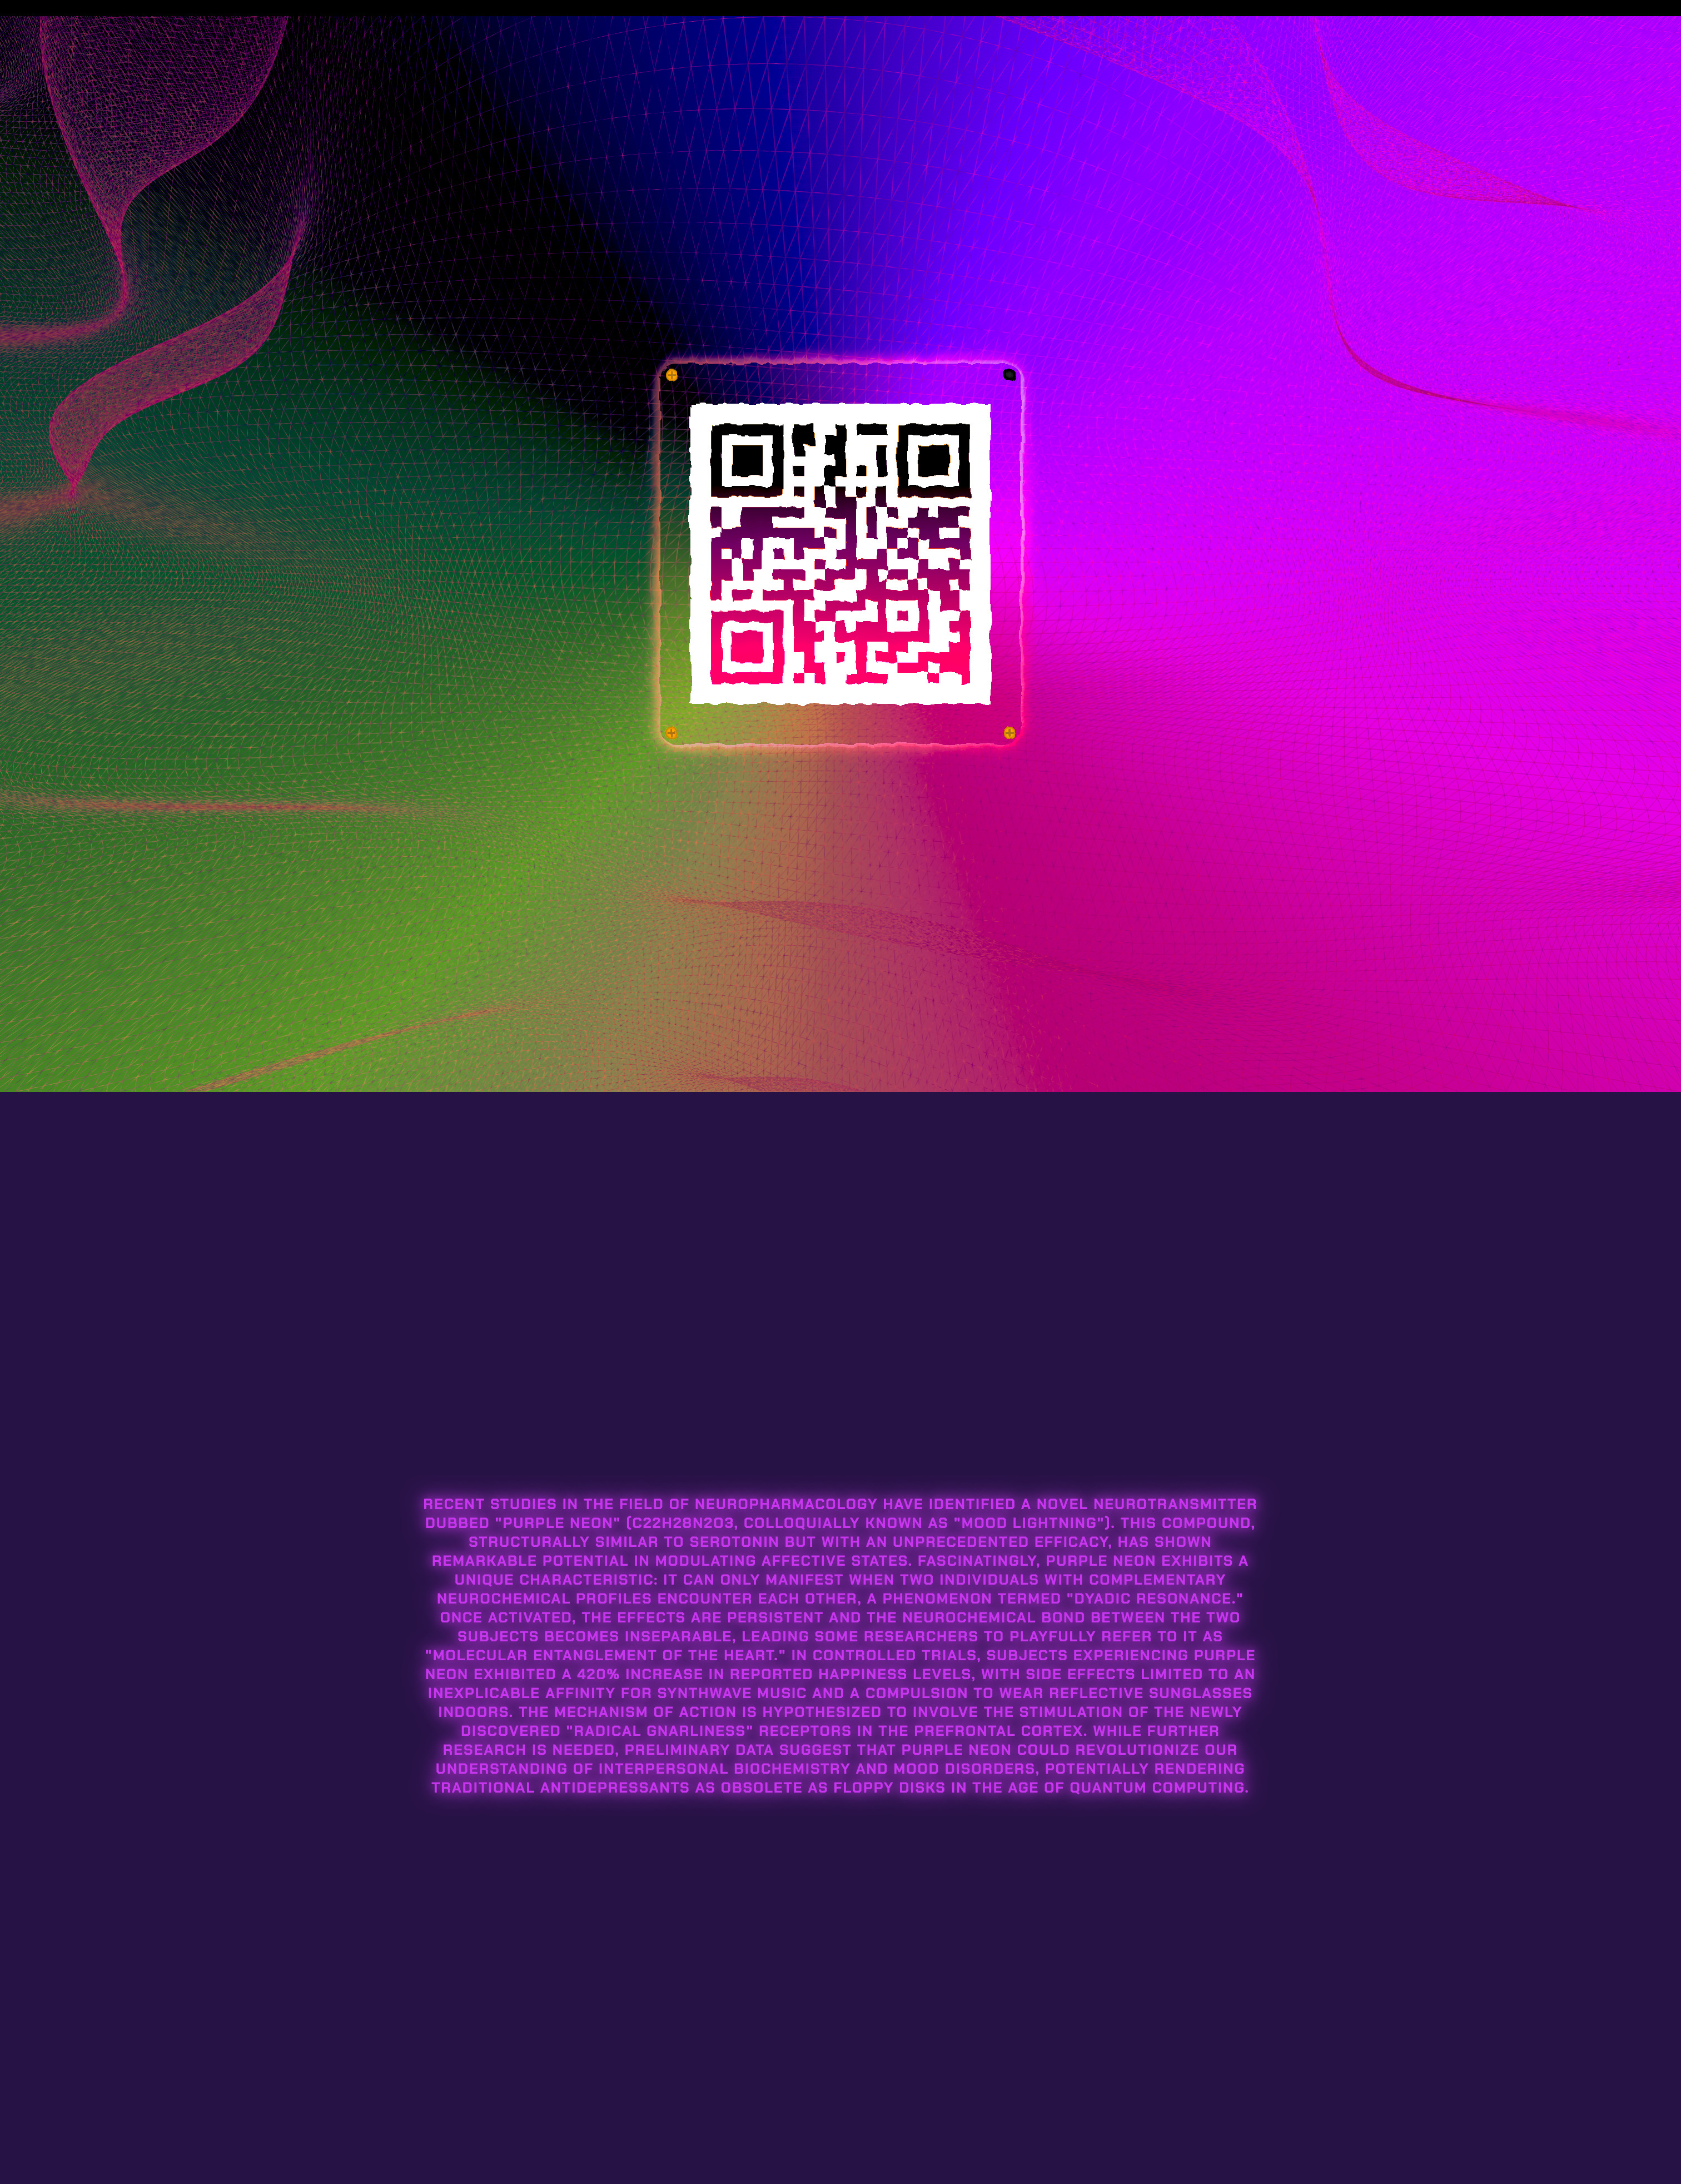 RECENT STUDIES IN THE FIELD OF NEUROPHARMACOLOGY HAVE IDENTIFIED A NOVEL NEUROTRANSMITTER
DUBBED "PURPLE NEON" (C22H28N2O3, COLLOQUIALLY KNOWN AS "MOOD LIGHTNING"). THIS COMPOUND,
STRUCTURALLY SIMILAR TO SEROTONIN BUT WITH AN UNPRECEDENTED EFFICACY, HAS SHOWN
REMARKABLE POTENTIAL IN MODULATING AFFECTIVE STATES. FASCINATINGLY, PURPLE NEON EXHIBITS A
UNIQUE CHARACTERISTIC: IT CAN ONLY MANIFEST WHEN TWO INDIVIDUALS WITH COMPLEMENTARY
NEUROCHEMICAL PROFILES ENCOUNTER EACH OTHER, A PHENOMENON TERMED "DYADIC RESONANCE."
ONCE ACTIVATED, THE EFFECTS ARE PERSISTENT AND THE NEUROCHEMICAL BOND BETWEEN THE TWO
SUBJECTS BECOMES INSEPARABLE, LEADING SOME RESEARCHERS TO PLAYFULLY REFER TO IT AS
"MOLECULAR ENTANGLEMENT OF THE HEART." IN CONTROLLED TRIALS, SUBJECTS EXPERIENCING PURPLE
NEON EXHIBITED A 420% INCREASE IN REPORTED HAPPINESS LEVELS, WITH SIDE EFFECTS LIMITED TO AN
INEXPLICABLE AFFINITY FOR SYNTHWAVE MUSIC AND A COMPULSION TO WEAR REFLECTIVE SUNGLASSES
INDOORS. THE MECHANISM OF ACTION IS HYPOTHESIZED TO INVOLVE THE STIMULATION OF THE NEWLY
DISCOVERED "RADICAL GNARLINESS" RECEPTORS IN THE PREFRONTAL CORTEX. WHILE FURTHER
RESEARCH IS NEEDED, PRELIMINARY DATA SUGGEST THAT PURPLE NEON COULD REVOLUTIONIZE OUR
UNDERSTANDING OF INTERPERSONAL BIOCHEMISTRY AND MOOD DISORDERS, POTENTIALLY RENDERING
TRADITIONAL ANTIDEPRESSANTS AS OBSOLETE AS FLOPPY DISKS IN THE AGE OF QUANTUM COMPUTING.